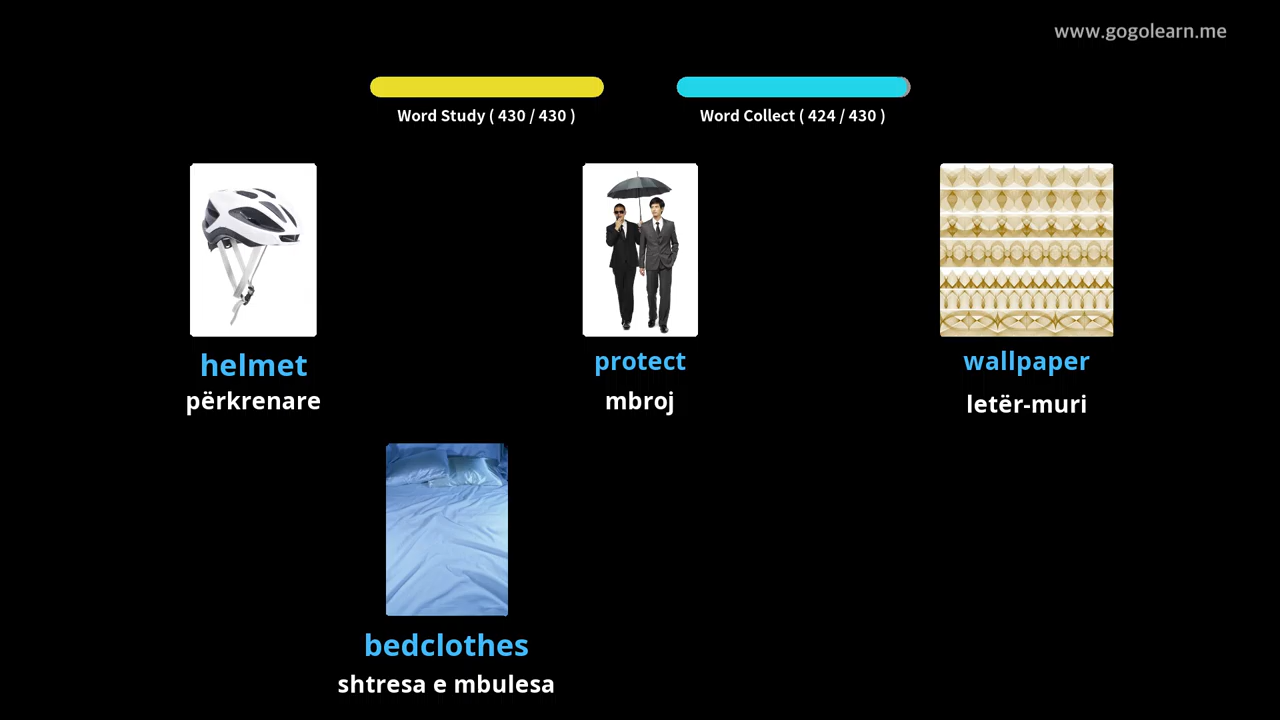 www.gogolearn.me
Word Study ( 430 / 430 )
Word Collect ( 424 / 430 )
helmet
përkrenare
protect
mbroj
wallpaper
letër-muri
bedclothes
shtresa e mbulesa